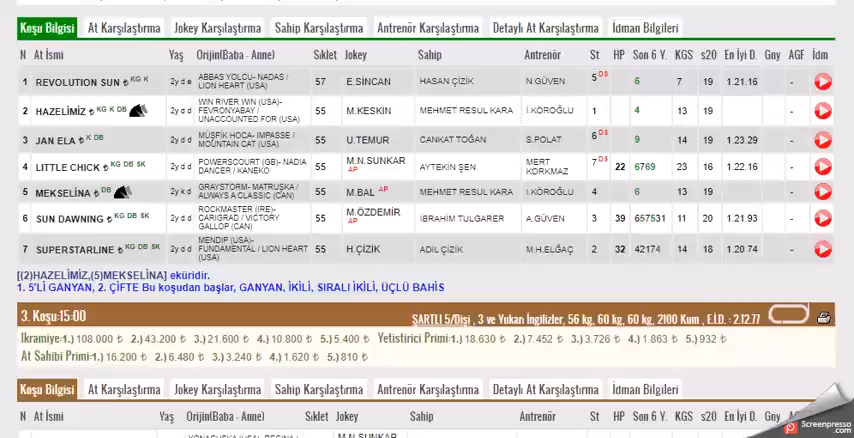 Koşu Bilgisi At Karşılaştırma Jokey Karşılaştırma Sahip Karşılaştırma Antrenör Karşılaştırma Detaylı At Karşılaştırma İdman Bilgileri
N At İsmi Yaş Orijin(Baba - Anne) Sıklet Jokey Sahip Antrenör St HP Son 6 Y. KGS s20 En İyi D. Gny AGF İdm
1 REVOLUTION SUN ₺ KG K 2y d e ABBAS YOLCU- NADAS / LION HEART (USA) 57 E.SİNCAN HASAN ÇİZİK N.GÜVEN 5 DS 6 7 19 1.21.16 -
2 HAZELİMİZ ₺ KG K DB WIN RIVER WIN (USA)- FEVRONYABAY / UNACCOUNTED FOR (USA) 55 M.KESKİN MEHMET RESUL KARA İ.KÖROĞLU 1 4 13 19 -
3 JAN ELA ₺ K DB 2y d d MÜŞFİK HOCA- IMPASSE / MOUNTAIN CAT (USA) 55 U.TEMUR CANKAT TOĞAN S.POLAT 6 DS 9 14 19 1.23.29 -
4 LITTLE CHICK ₺ KG DB SK 2y d d POWERSCOURT (GB)- NADIA DANCER / KANEKO 55 M.N.SUNKAR AP AYTEKİN ŞEN MERT KORKMAZ 7 DS 22 6769 23 16 1.22.16 -
5 MEKSELİNA ₺ DB 2y k d GRAYSTORM- MATRUŞKA / ALWAYS A CLASSIC (CAN) 55 M.BAL AP MEHMET RESUL KARA İ.KÖROĞLU 4 6 13 19 -
6 SUN DAWNING ₺ KG DB SK 2y d d ROCKMASTER (IRE)- CARIGRAD / VICTORY GALLOP (CAN) 55 M.ÖZDEMİR AP İBRAHİM TULGARER A.GÜVEN 3 39 657531 11 20 1.21.93 -
7 SUPERSTARLINE ₺ KG DB SK 2y d d MENDIP (USA)- FUNDAMENTAL / LION HEART (USA) 55 H.ÇİZİK ADİL ÇİZİK M.H.ELĞAÇ 2 32 42174 14 18 1.20.74 -
[(2)HAZELİMİZ,(5)MEKSELİNA] eküridir.
1. 5'Lİ GANYAN, 2. ÇİFTE Bu koşudan başlar, GANYAN, İKİLİ, SIRALI İKİLİ, ÜÇLÜ BAHİS
3. Koşu:15:00 ŞARTLI 5/Dişi , 3 ve Yukarı İngilizler, 56 kg, 60 kg, 60 kg, 2100 Kum , E.İ.D. : 2.12.77
İkramiye:1.) 108.000 ₺ 2.) 43.200 ₺ 3.) 21.600 ₺ 4.) 10.800 ₺ 5.) 5.400 ₺ Yetistirici Primi:1.) 18.630 ₺ 2.) 7.452 ₺ 3.) 3.726 ₺ 4.) 1.863 ₺ 5.) 932 ₺
At Sahibi Primi:1.) 16.200 ₺ 2.) 6.480 ₺ 3.) 3.240 ₺ 4.) 1.620 ₺ 5.) 810 ₺
Koşu Bilgisi At Karşılaştırma Jokey Karşılaştırma Sahip Karşılaştırma Antrenör Karşılaştırma Detaylı At Karşılaştırma İdman Bilgileri
N At İsmi Yaş Orijin(Baba - Anne) Sıklet Jokey Sahip Antrenör St HP Son 6 Y. KGS s20 En İyi D. Gny
M.N.SUNKAR
Screenpresso.com